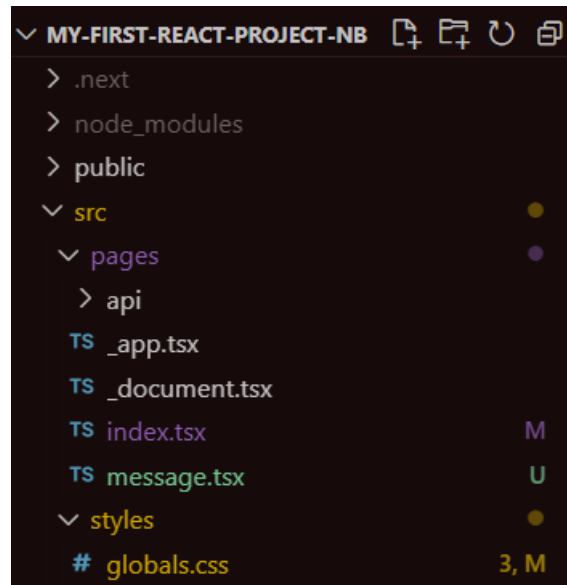 MY-FIRST-REACT-PROJECT-NB
.next
node_modules
public
src
pages
api
TS _app.tsx
TS _document.tsx
TS index.tsx M
TS message.tsx U
styles
# globals.css 3, M